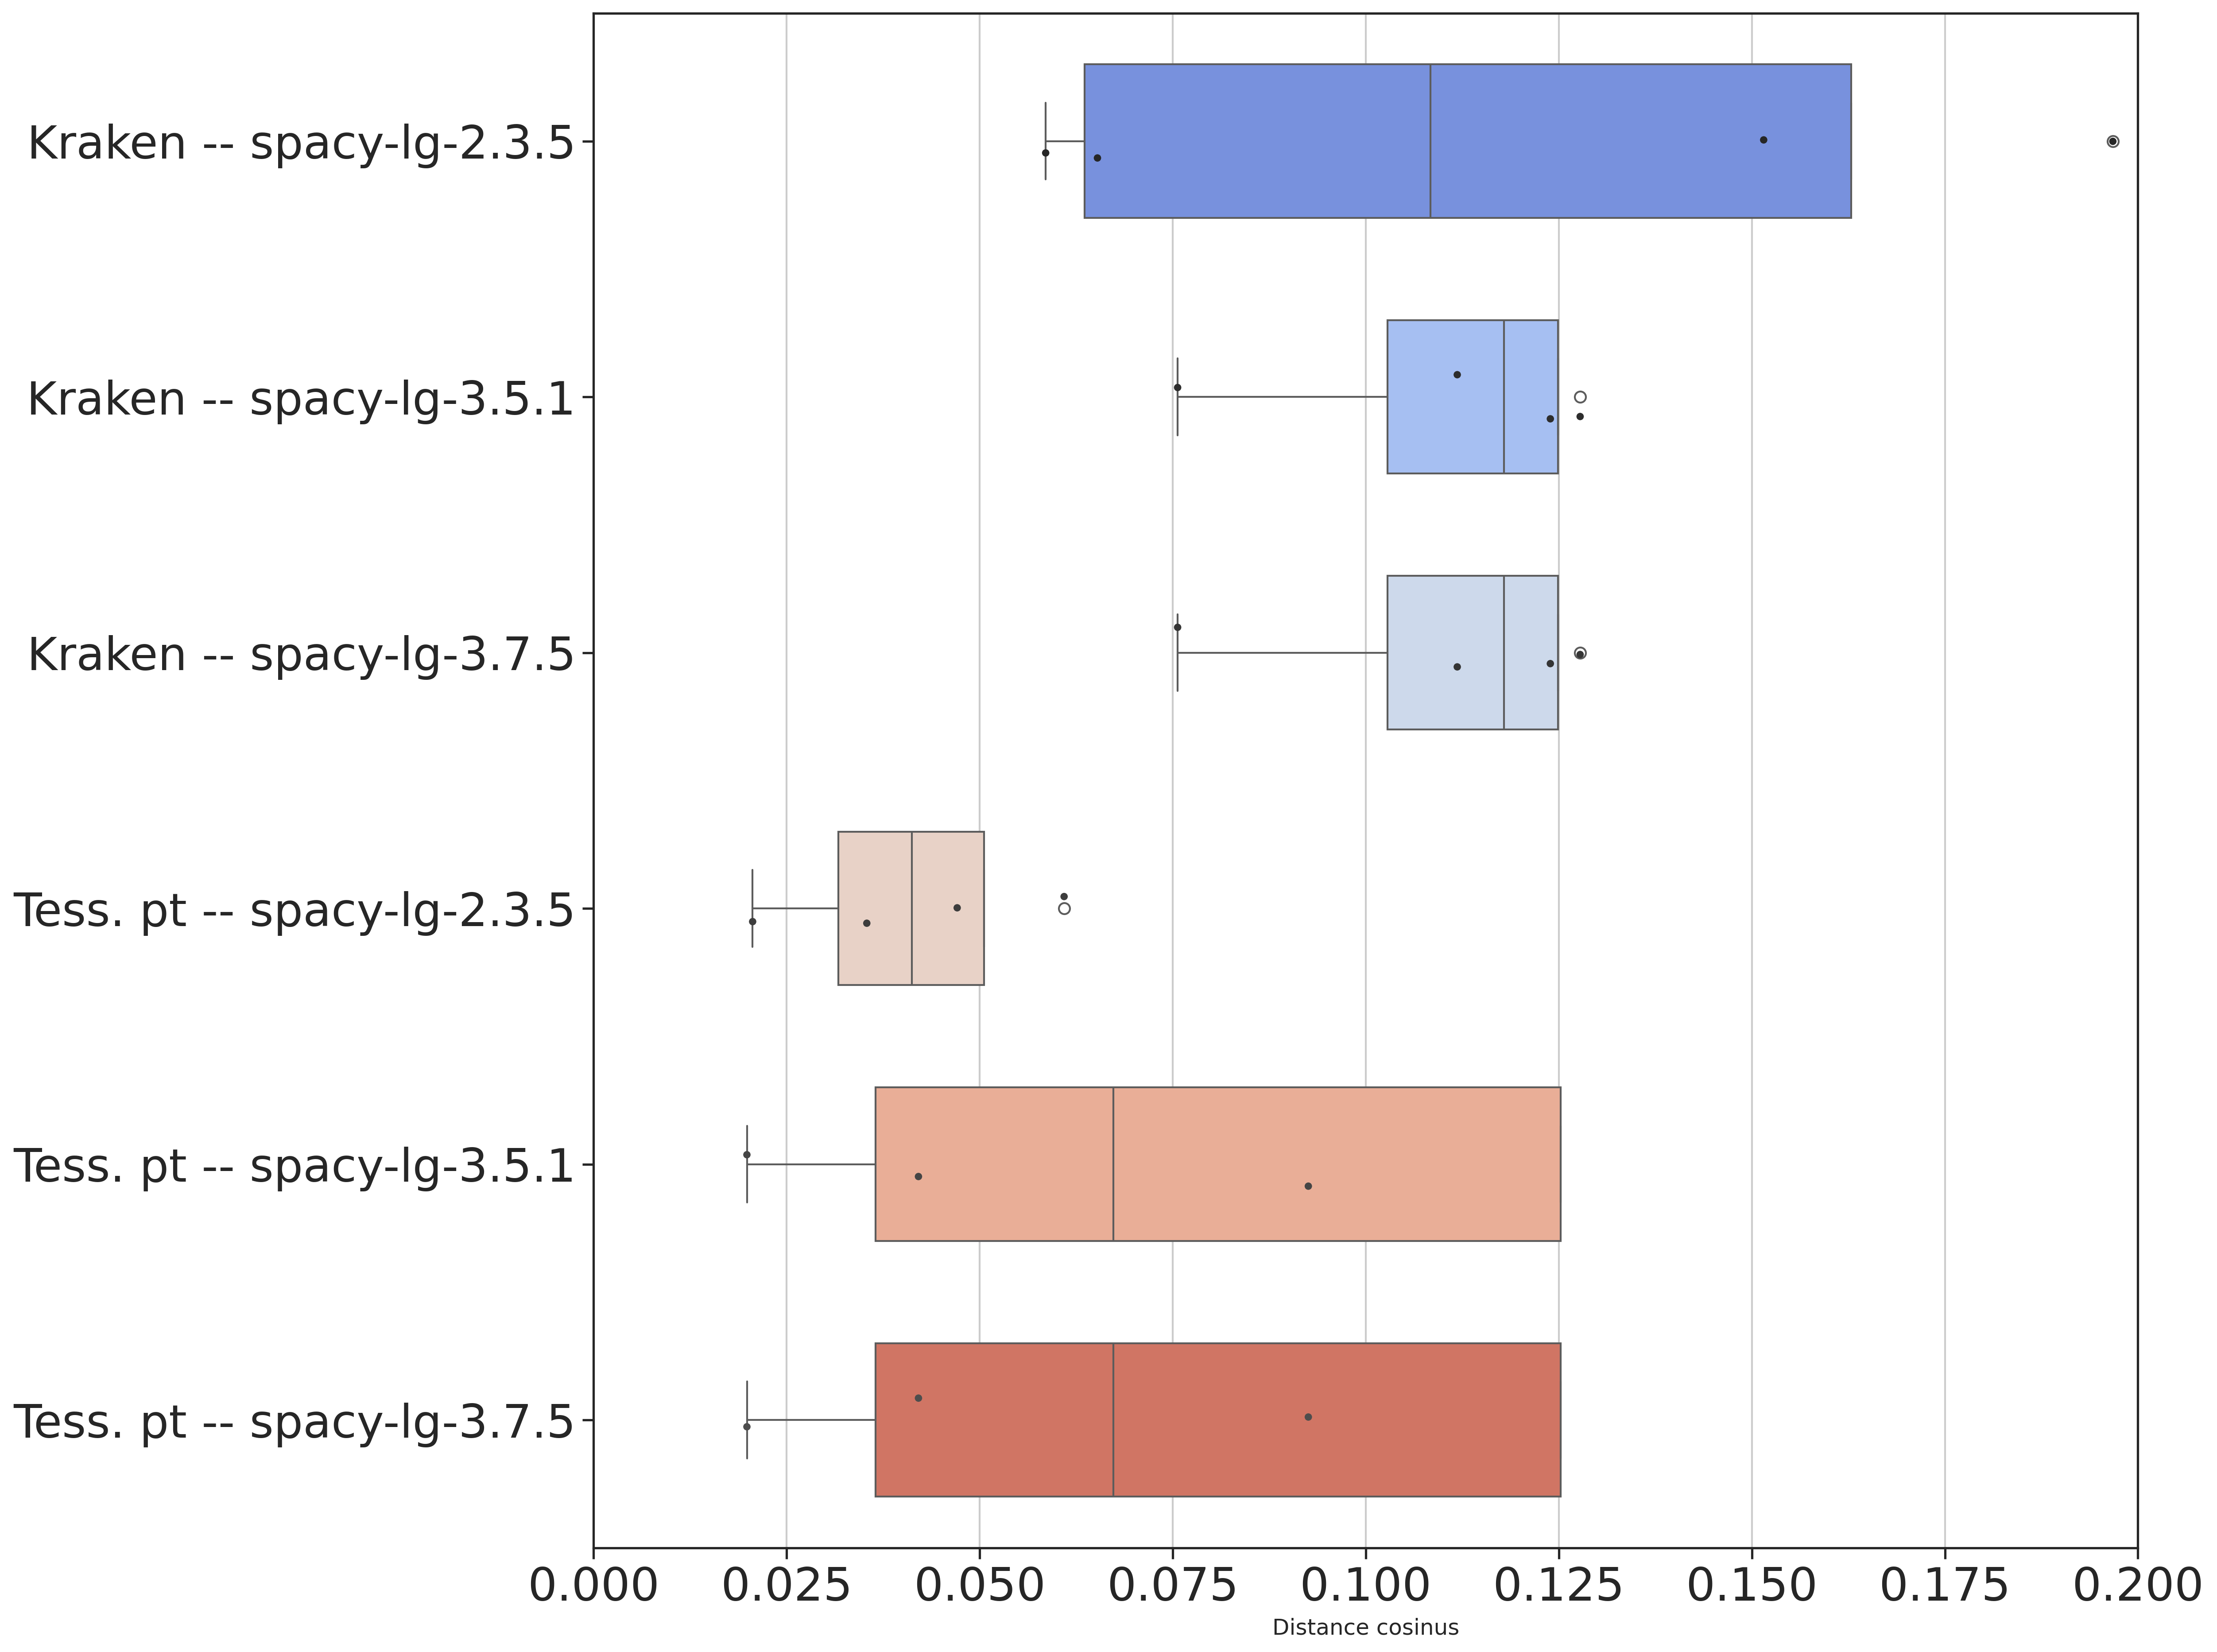 Kraken -- spacy-lg-2.3.5
Kraken -- spacy-lg-3.5.1
Kraken -- spacy-lg-3.7.5
Tess. pt -- spacy-lg-2.3.5
Tess. pt -- spacy-lg-3.5.1
Tess. pt -- spacy-lg-3.7.5
0.000 0.025 0.050 0.075 0.100 0.125 0.150 0.175 0.200
Distance cosinus